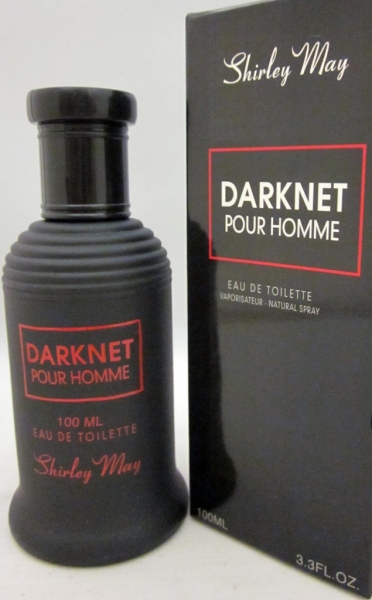 Shirley May
DARKNET
POUR HOMME
EAU DE TOILETTE
VAPORISATEUR - NATURAL SPRAY
100ML
3.3FL.OZ.
DARKNET
POUR HOMME
100 ML
EAU DE TOILETTE
Shirley May